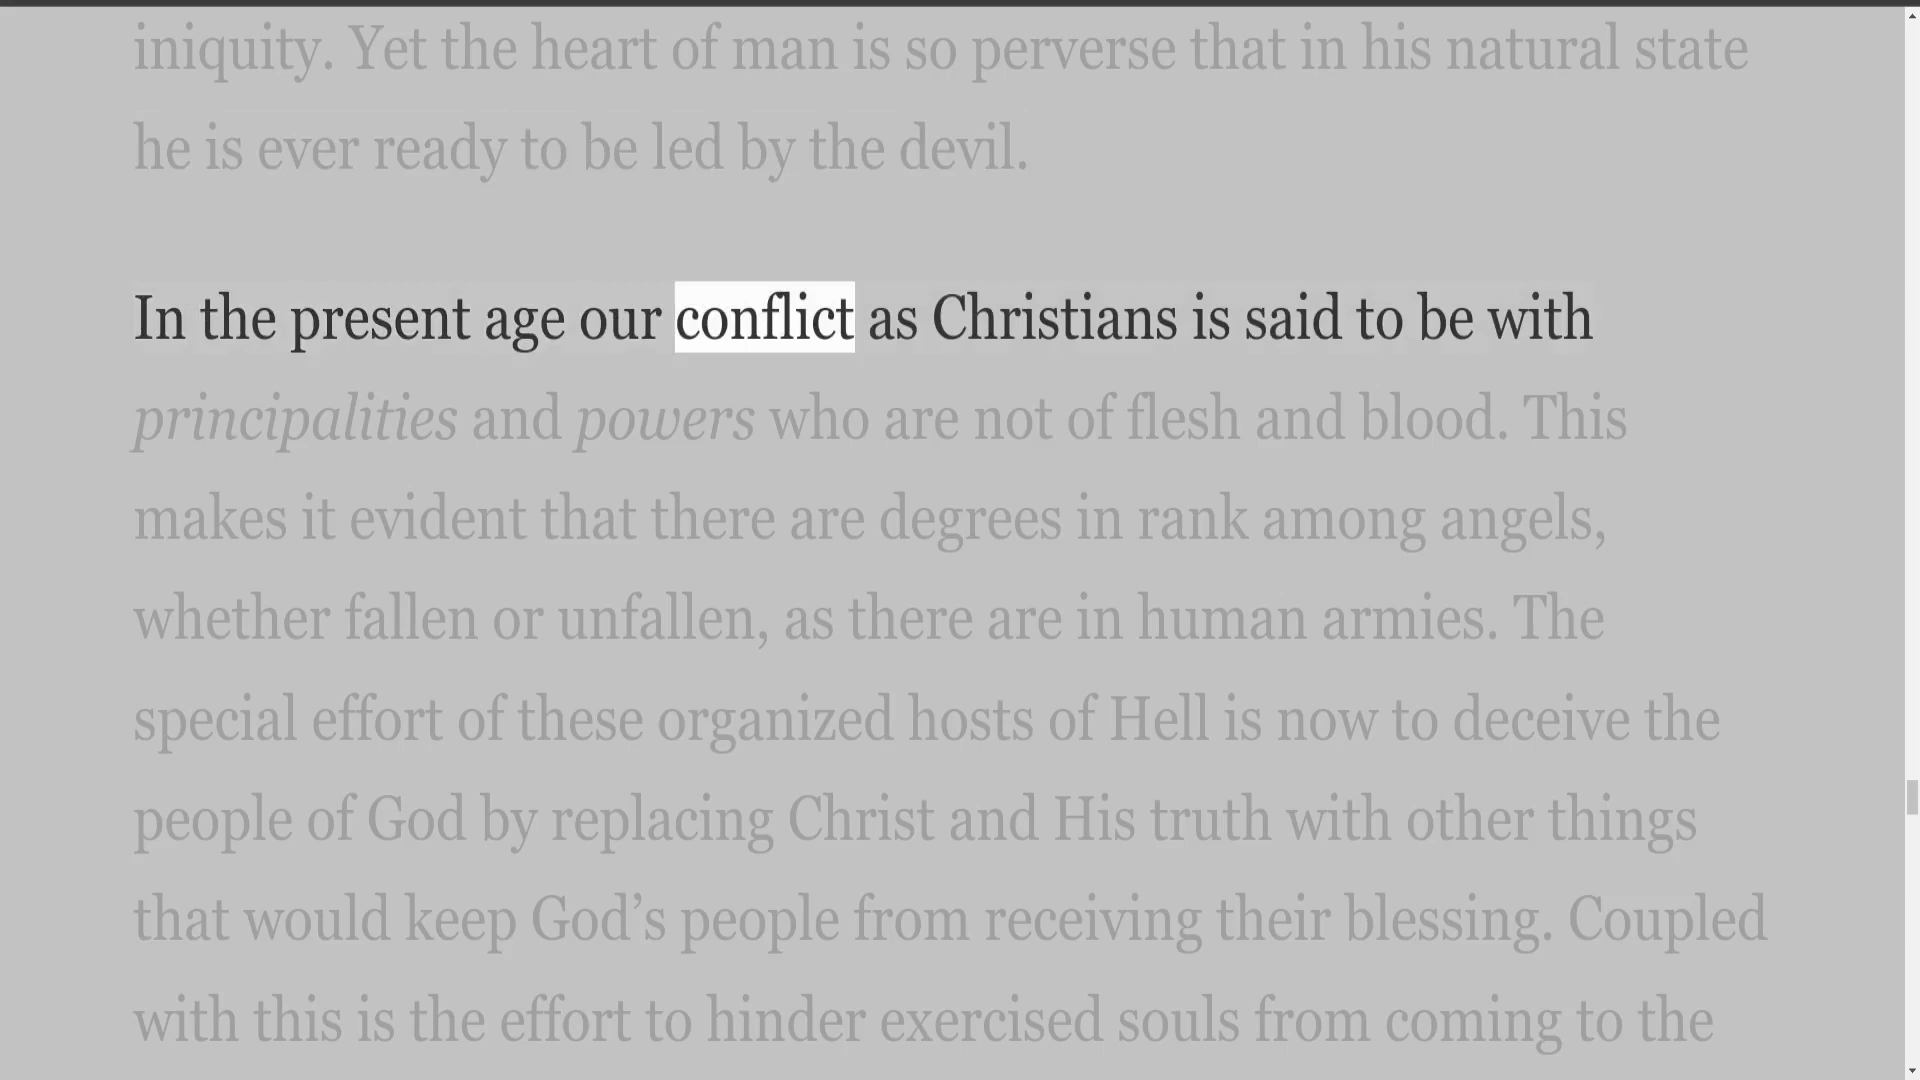 iniquity. Yet the heart of man is so perverse that in his natural state
he is ever ready to be led by the devil.
In the present age our conflict as Christians is said to be with
principalities and powers who are not of flesh and blood. This
makes it evident that there are degrees in rank among angels,
whether fallen or unfallen, as there are in human armies. The
special effort of these organized hosts of Hell is now to deceive the
people of God by replacing Christ and His truth with other things
that would keep God’s people from receiving their blessing. Coupled
with this is the effort to hinder exercised souls from coming to the